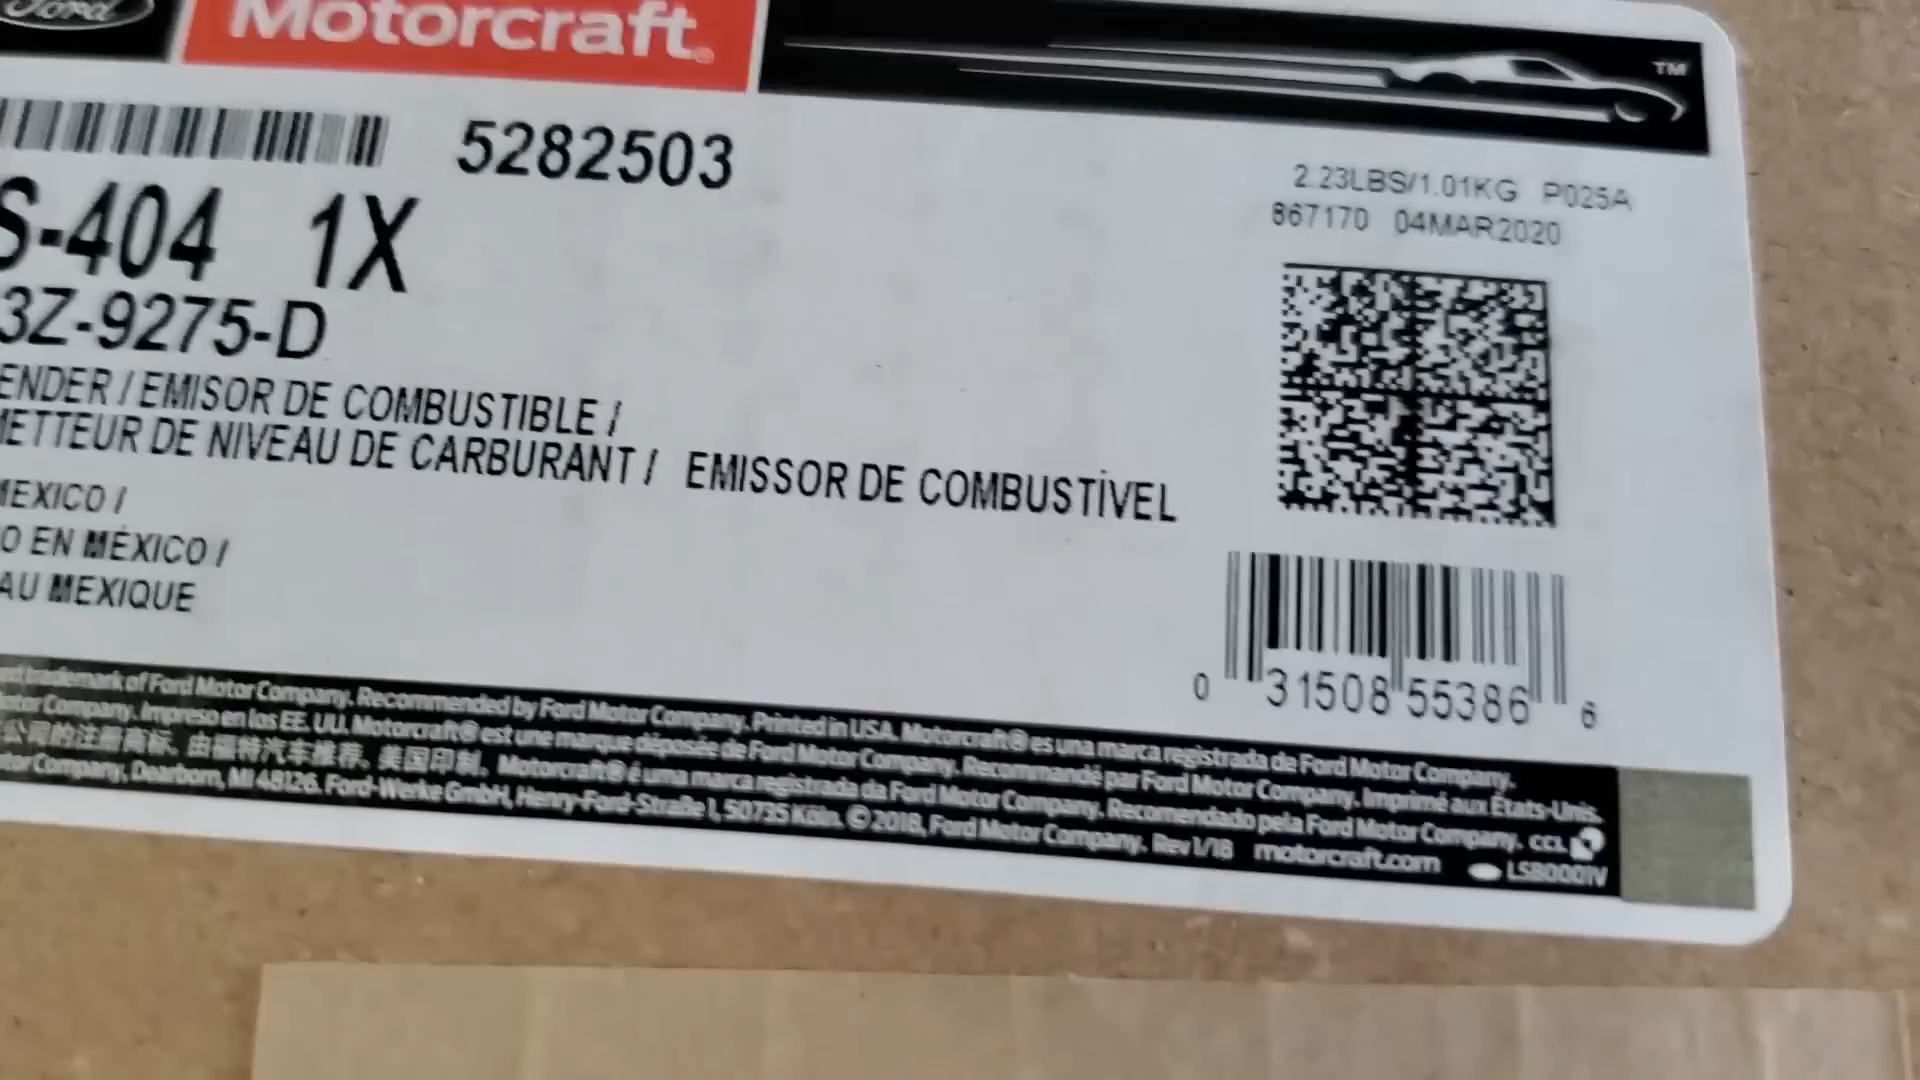 Ford Motorcraft®
TM
5282503
2.23LBS/1.01KG P025A
867170 04MAR2020
S-404 1X
3Z-9275-D
ENDER / EMISOR DE COMBUSTIBLE /
METTEUR DE NIVEAU DE CARBURANT / EMISSOR DE COMBUSTÍVEL
MEXICO /
O EN MÉXICO /
AU MEXIQUE
0 31508 55386 6
trademark of Ford Motor Company. Recommended by Ford Motor Company. Printed in USA. Motorcraft® es una marca registrada de Ford Motor Company.
Motor Company. Impreso en los EE. UU. Motorcraft® est une marque déposée de Ford Motor Company. Recommandé par Ford Motor Company. Imprimé aux États-Unis.
公司的注册商标。由福特汽车推荐。美国印制。 Motorcraft® é uma marca registrada da Ford Motor Company. Recomendado pela Ford Motor Company. CCL
Company, Dearborn, MI 48126. Ford-Werke GmbH, Henry-Ford-Straße 1, 50735 Köln. © 2018, Ford Motor Company. Rev 1/18 motorcraft.com LSB0001V